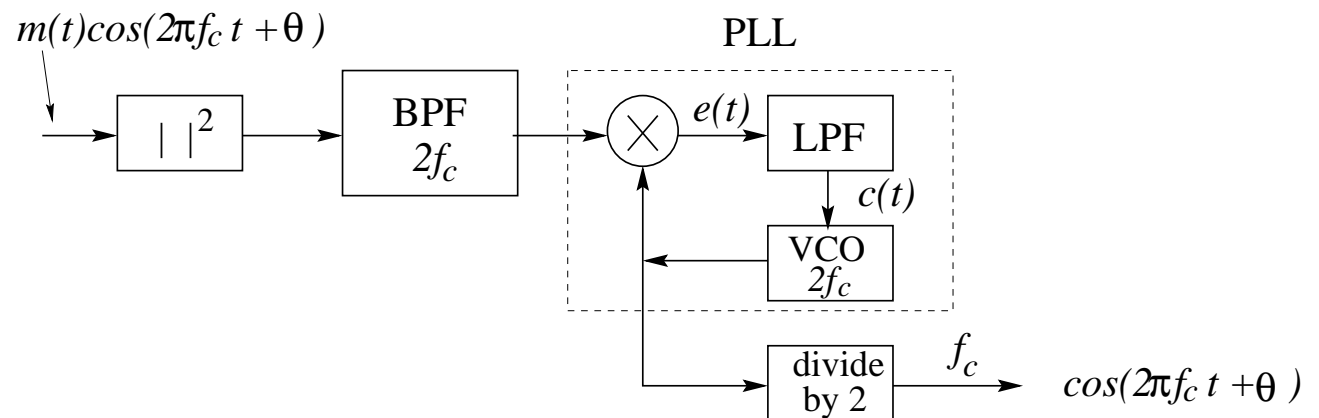 m(t)cos(2πf_c t + θ )
PLL
| |^2
BPF
2f_c
e(t)
LPF
c(t)
VCO
2f_c
divide
by 2
f_c
cos(2πf_c t + θ )